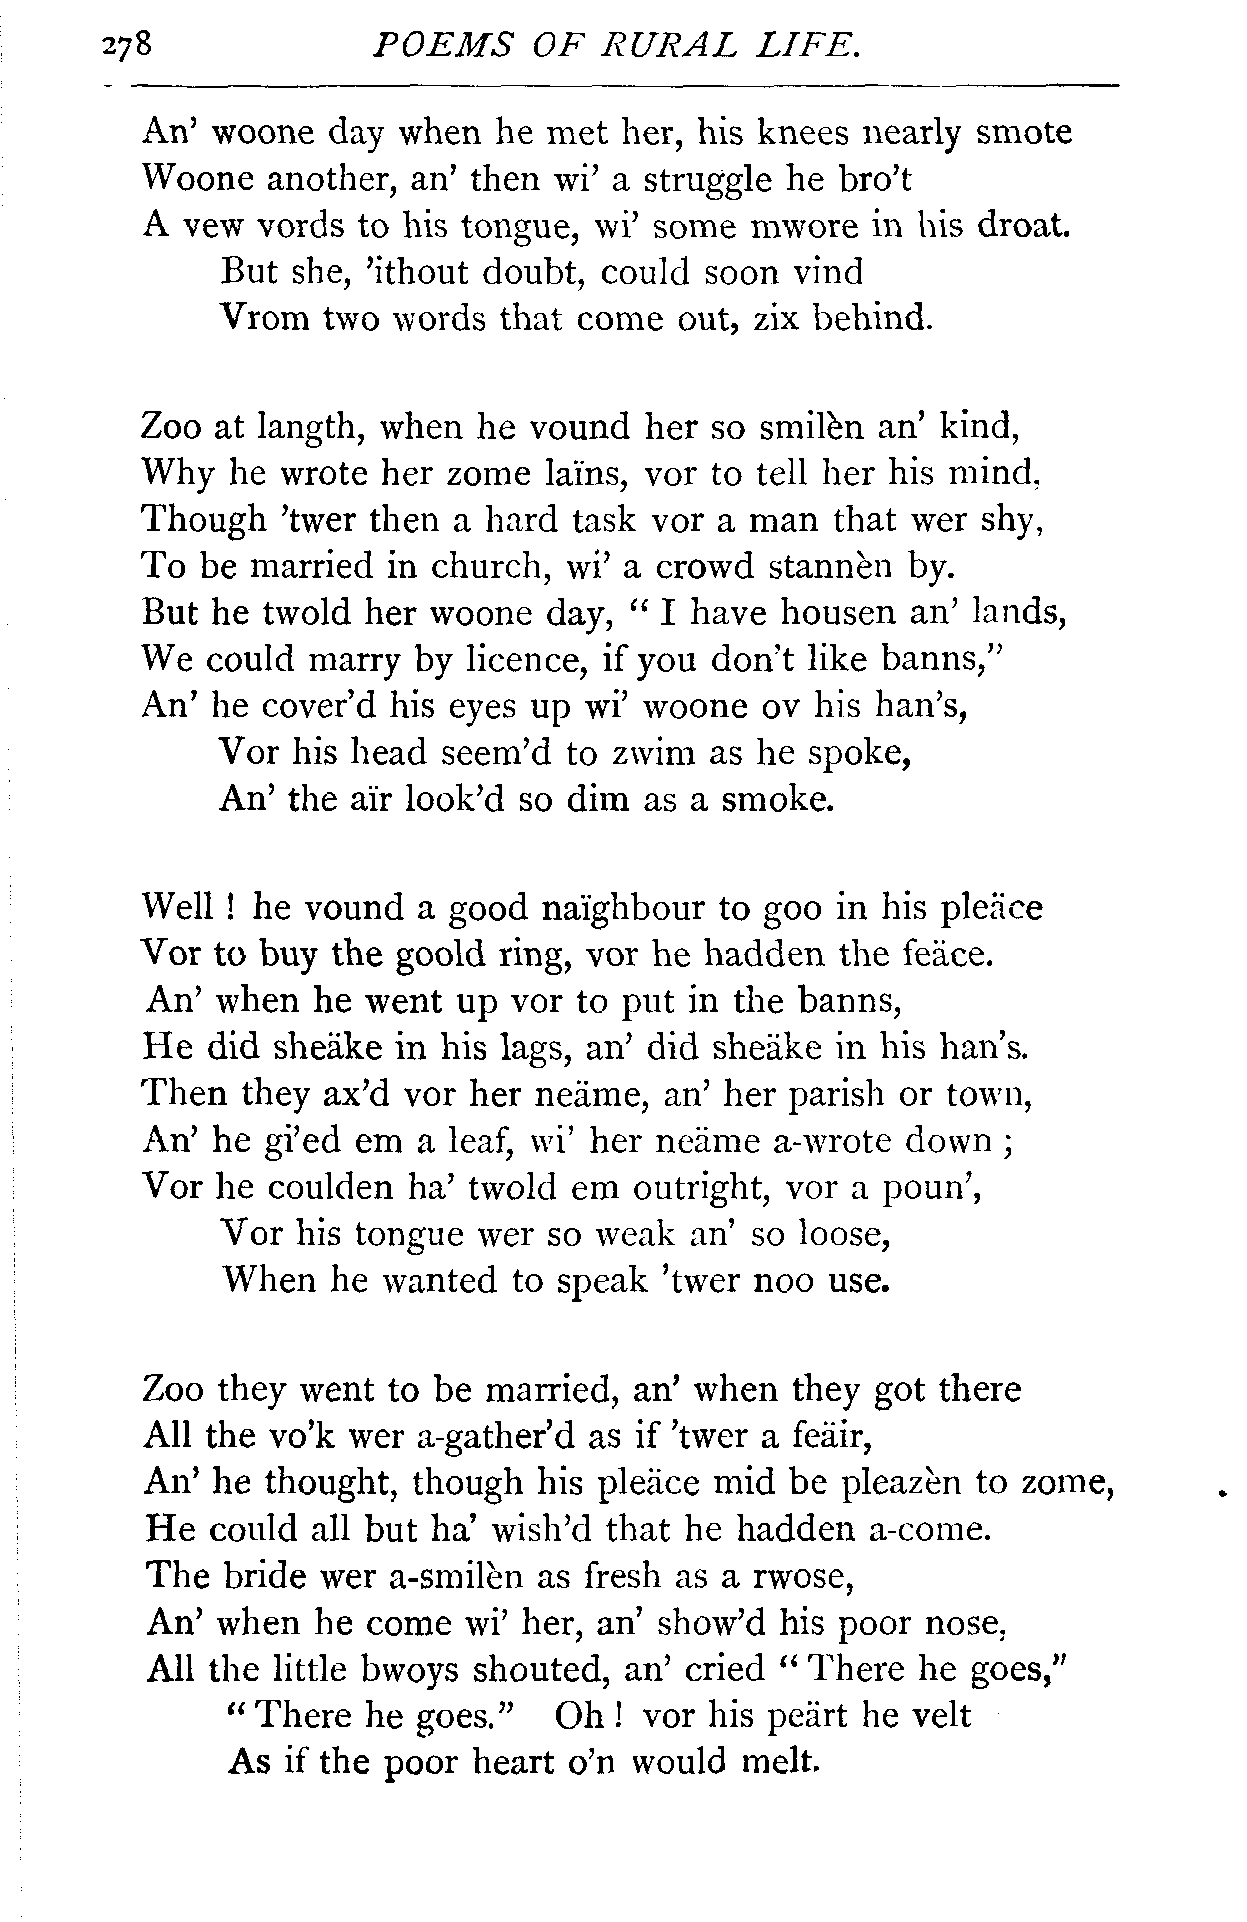 278 POEMS OF RURAL LIFE.
An' woone day when he met her, his knees nearly smote
Woone another, an' then wi' a struggle he bro't
A vew vords to his tongue, wi' some mwore in his droat.
But she, 'ithout doubt, could soon vind
Vrom two words that come out, zix behind.
Zoo at langth, when he vound her so smilèn an' kind,
Why he wrote her zome laïns, vor to tell her his mind,
Though 'twer then a hard task vor a man that wer shy,
To be married in church, wi' a crowd stannèn by.
But he twold her woone day, “ I have housen an' lands,
We could marry by licence, if you don't like banns,”
An' he cover'd his eyes up wi' woone ov his han's,
Vor his head seem'd to zwim as he spoke,
An' the aïr look'd so dim as a smoke.
Well ! he vound a good naïghbour to goo in his pleäce
Vor to buy the goold ring, vor he hadden the feäce.
An' when he went up vor to put in the banns,
He did sheäke in his lags, an' did sheäke in his han's.
Then they ax'd vor her neäme, an' her parish or town,
An' he gi'ed em a leaf, wi' her neäme a-wrote down ;
Vor he coulden ha' twold em outright, vor a poun',
Vor his tongue wer so weak an' so loose,
When he wanted to speak 'twer noo use.
Zoo they went to be married, an' when they got there
All the vo'k wer a-gather'd as if 'twer a feäir,
An' he thought, though his pleäce mid be pleazèn to zome,
He could all but ha' wish'd that he hadden a-come.
The bride wer a-smilèn as fresh as a rwose,
An' when he come wi' her, an' show'd his poor nose,
All the little bwoys shouted, an' cried “ There he goes,”
“ There he goes.” Oh ! vor his peärt he velt
As if the poor heart o'n would melt.